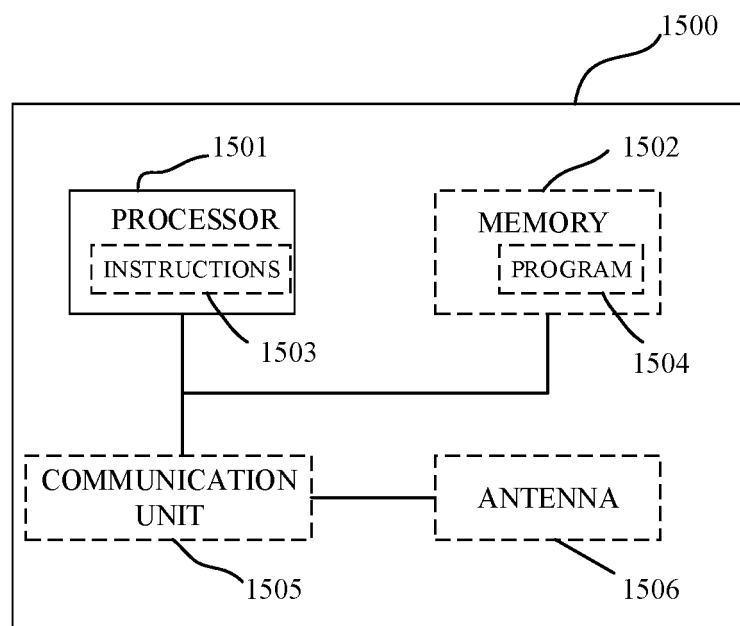 1500
1501
1502
PROCESSOR
INSTRUCTIONS
MEMORY
PROGRAM
1503
1504
COMMUNICATION
UNIT
ANTENNA
1505
1506